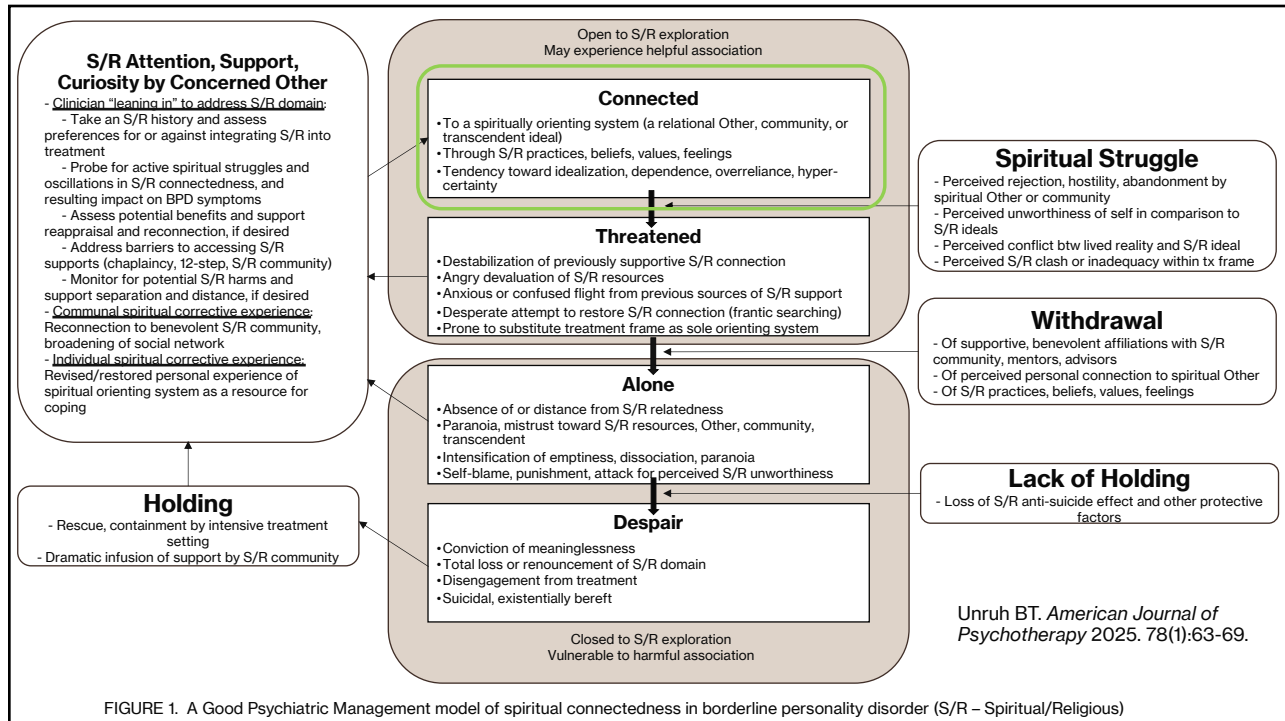 S/R Attention, Support,
Curiosity by Concerned Other
- Clinician "leaning in" to address S/R domain:
- Take an S/R history and assess
preferences for or against integrating S/R into
treatment
- Probe for active spiritual struggles and
oscillations in S/R connectedness, and
resulting impact on BPD symptoms
- Assess potential benefits and support
reappraisal and reconnection, if desired
- Address barriers to accessing S/R
supports (chaplaincy, 12-step, S/R community)
- Monitor for potential S/R harms and
support separation and distance, if desired
- Communal spiritual corrective experience:
Reconnection to benevolent S/R community,
broadening of social network
- Individual spiritual corrective experience:
Revised/restored personal experience of
spiritual orienting system as a resource for
coping
Holding
- Rescue, containment by intensive treatment
setting
- Dramatic infusion of support by S/R community
Open to S/R exploration
May experience helpful association
Connected
•To a spiritually orienting system (a relational Other, community, or
transcendent ideal)
•Through S/R practices, beliefs, values, feelings
•Tendency toward idealization, dependence, overreliance, hyper-
certainty
Threatened
•Destabilization of previously supportive S/R connection
•Angry devaluation of S/R resources
•Anxious or confused flight from previous sources of S/R support
•Desperate attempt to restore S/R connection (frantic searching)
•Prone to substitute treatment frame as sole orienting system
Alone
•Absence of or distance from S/R relatedness
•Paranoia, mistrust toward S/R resources, Other, community,
transcendent
•Intensification of emptiness, dissociation, paranoia
•Self-blame, punishment, attack for perceived S/R unworthiness
Despair
•Conviction of meaninglessness
•Total loss or renouncement of S/R domain
•Disengagement from treatment
•Suicidal, existentially bereft
Closed to S/R exploration
Vulnerable to harmful association
Spiritual Struggle
- Perceived rejection, hostility, abandonment by
spiritual Other or community
- Perceived unworthiness of self in comparison to
S/R ideals
- Perceived conflict btw lived reality and S/R ideal
- Perceived S/R clash or inadequacy within tx frame
Withdrawal
- Of supportive, benevolent affiliations with S/R
community, mentors, advisors
- Of perceived personal connection to spiritual Other
- Of S/R practices, beliefs, values, feelings
Lack of Holding
- Loss of S/R anti-suicide effect and other protective
factors
Unruh BT. American Journal of
Psychotherapy 2025. 78(1):63-69.
FIGURE 1. A Good Psychiatric Management model of spiritual connectedness in borderline personality disorder (S/R – Spiritual/Religious)